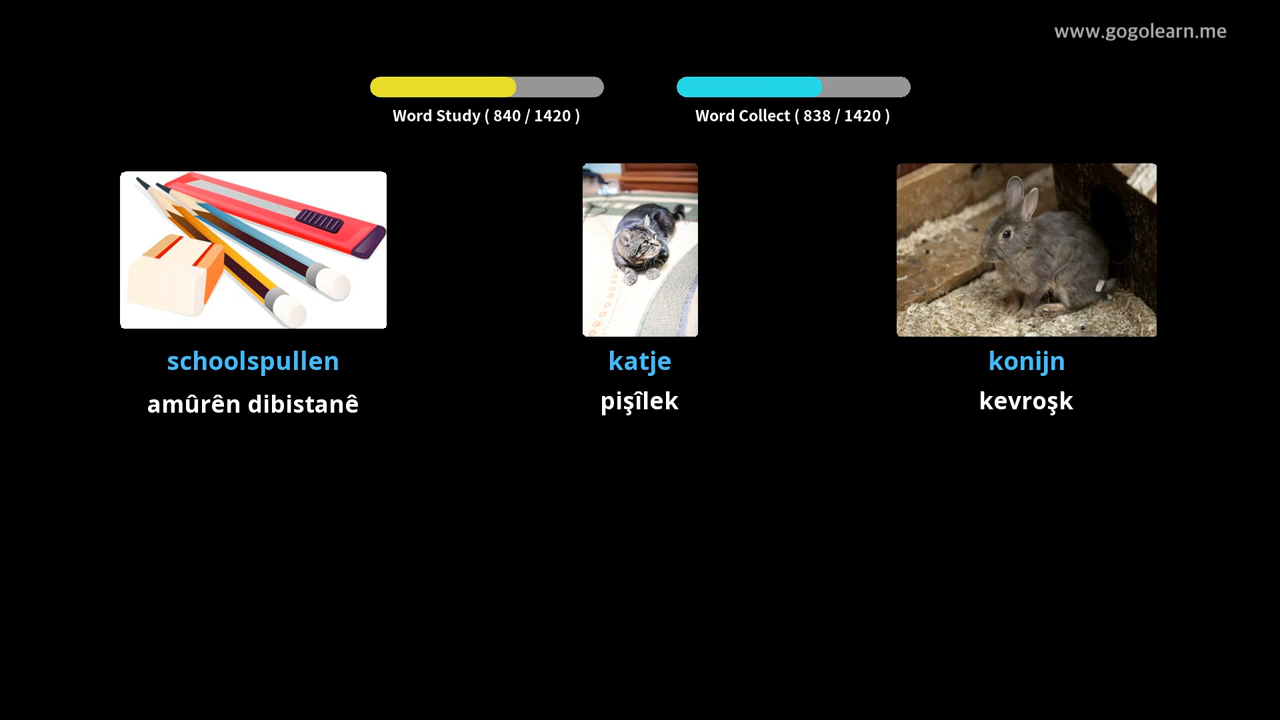 www.gogolearn.me
Word Study ( 840 / 1420 )
Word Collect ( 838 / 1420 )
schoolspullen
katje
konijn
amûrên dibistanê
pişîlek
kevroşk